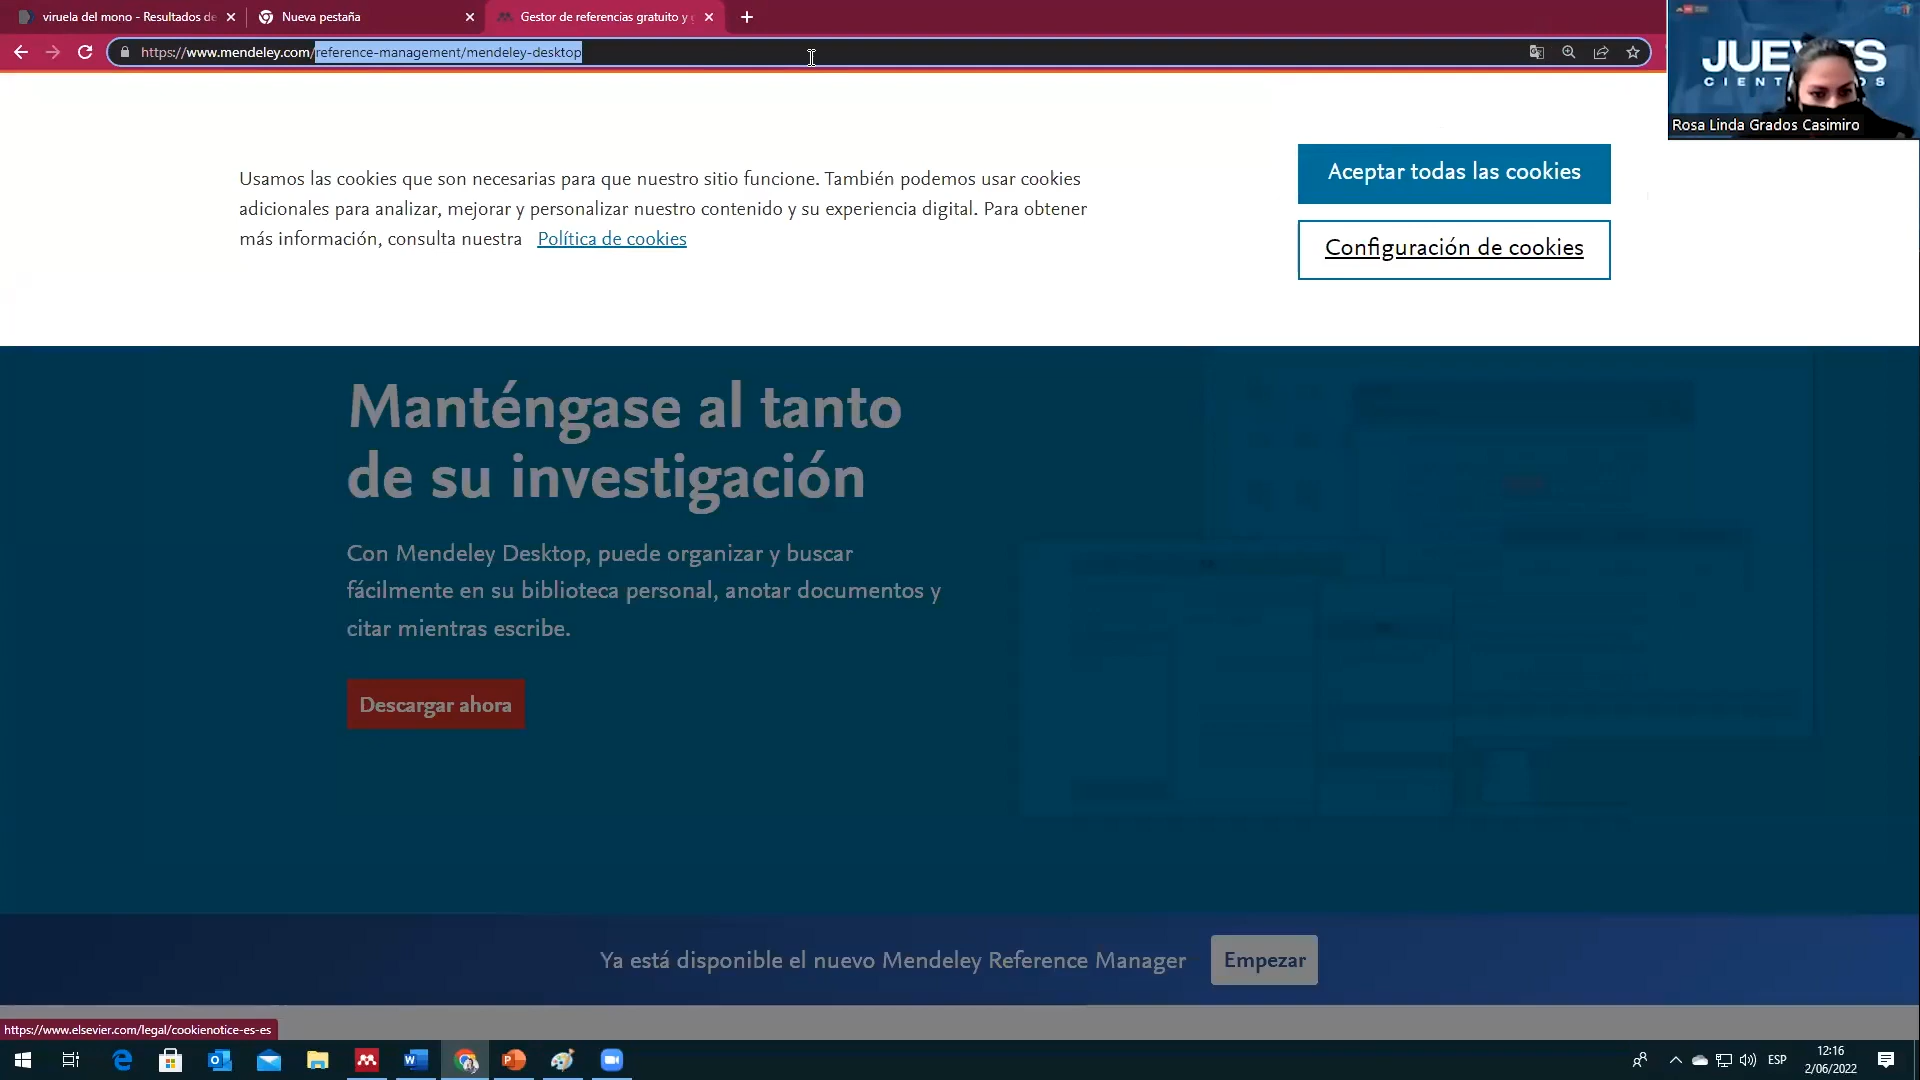 viruela del mono - Resultados de
Nueva pestaña
Gestor de referencias gratuito y
https://www.mendeley.com/reference-management/mendeley-desktop
JUEVES
CIENTÍFICOS
Rosa Linda Grados Casimiro
Usamos las cookies que son necesarias para que nuestro sitio funcione. También podemos usar cookies
adicionales para analizar, mejorar y personalizar nuestro contenido y su experiencia digital. Para obtener
más información, consulta nuestra Política de cookies
Aceptar todas las cookies
Configuración de cookies
Manténgase al tanto
de su investigación
Con Mendeley Desktop, puede organizar y buscar
fácilmente en su biblioteca personal, anotar documentos y
citar mientras escribe.
Descargar ahora
Ya está disponible el nuevo Mendeley Reference Manager
Empezar
https://www.elsevier.com/legal/cookienotice-es-es
ESP
12:16
2/06/2022